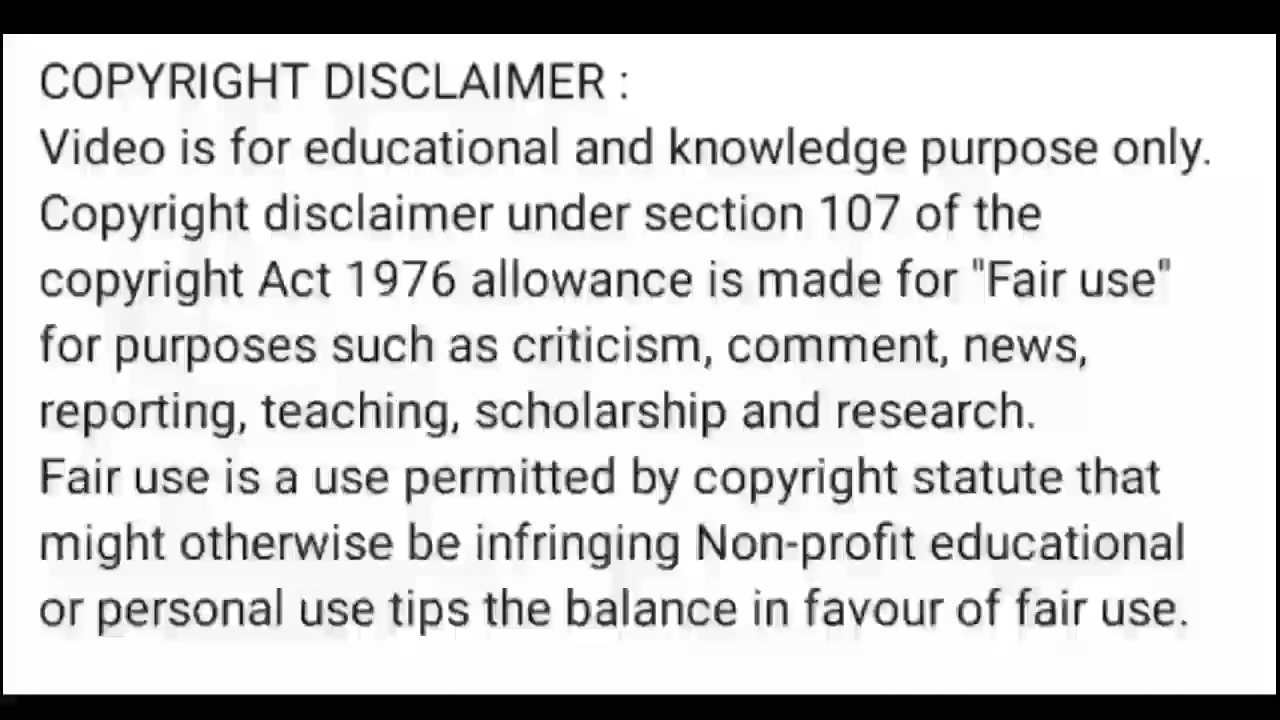 COPYRIGHT DISCLAIMER :
Video is for educational and knowledge purpose only.
Copyright disclaimer under section 107 of the
copyright Act 1976 allowance is made for "Fair use"
for purposes such as criticism, comment, news,
reporting, teaching, scholarship and research.
Fair use is a use permitted by copyright statute that
might otherwise be infringing Non-profit educational
or personal use tips the balance in favour of fair use.